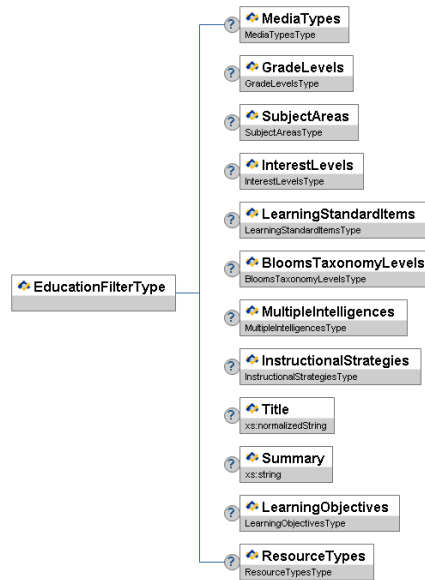 ?
MediaTypes
MediaTypesType
?
GradeLevels
GradeLevelsType
?
SubjectAreas
SubjectAreasType
?
InterestLevels
InterestLevelsType
?
LearningStandardItems
LearningStandardItemsType
EducationFilterType
?
BloomsTaxonomyLevels
BloomsTaxonomyLevelsType
?
MultipleIntelligences
MultipleIntelligencesType
?
InstructionalStrategies
InstructionalStrategiesType
?
Title
xs:normalizedString
?
Summary
xs:string
?
LearningObjectives
LearningObjectivesType
?
ResourceTypes
ResourceTypesType